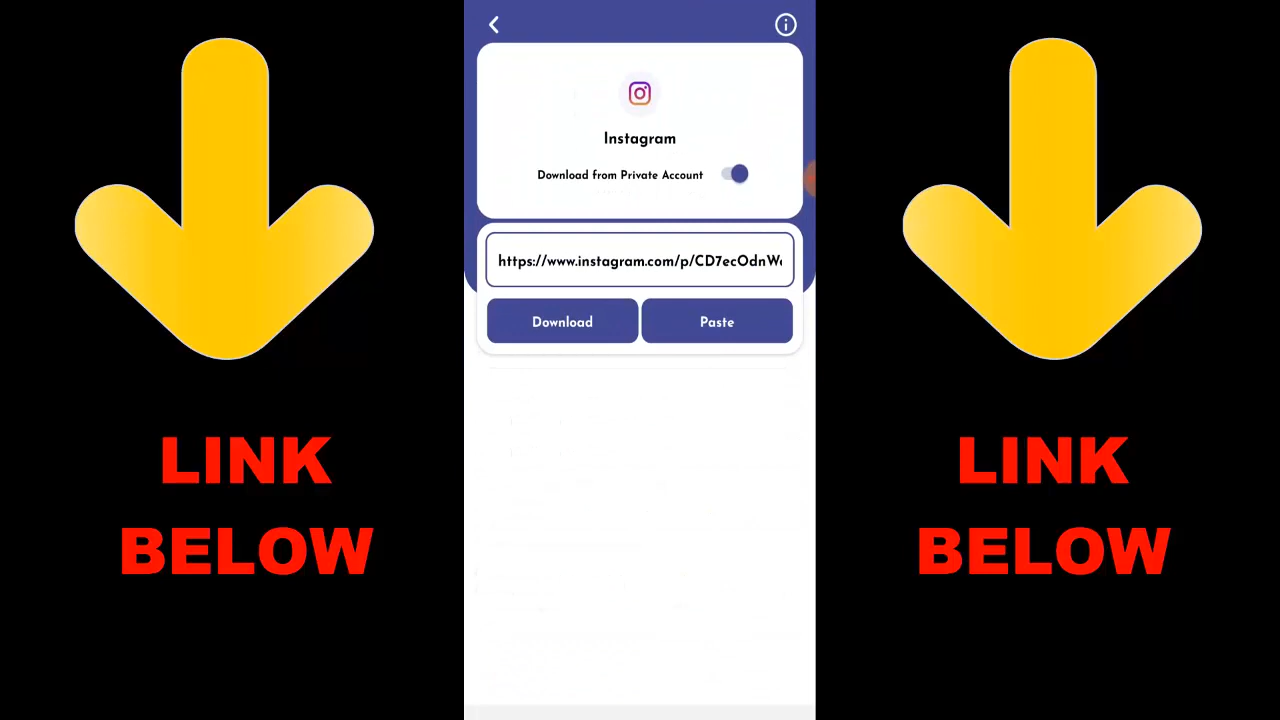 Instagram
Download from Private Account
https://www.instagram.com/p/CD7ecOdnW
Download Paste
LINK
BELOW
LINK
BELOW